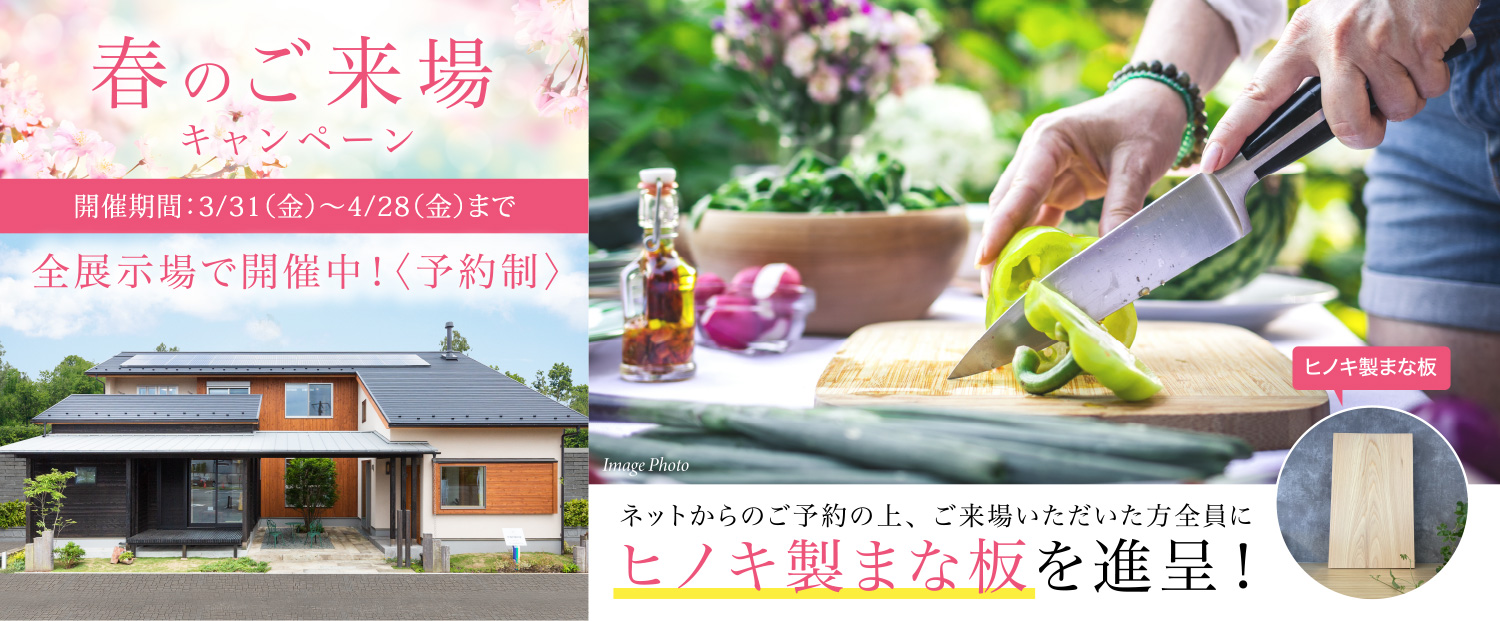 春のご来場
キャンペーン
開催期間：3/31（金）～4/28（金）まで
全展示場で開催中！〈予約制〉
Image Photo
ヒノキ製まな板
ネットからのご予約の上、ご来場いただいた方全員に
ヒノキ製まな板を進呈！